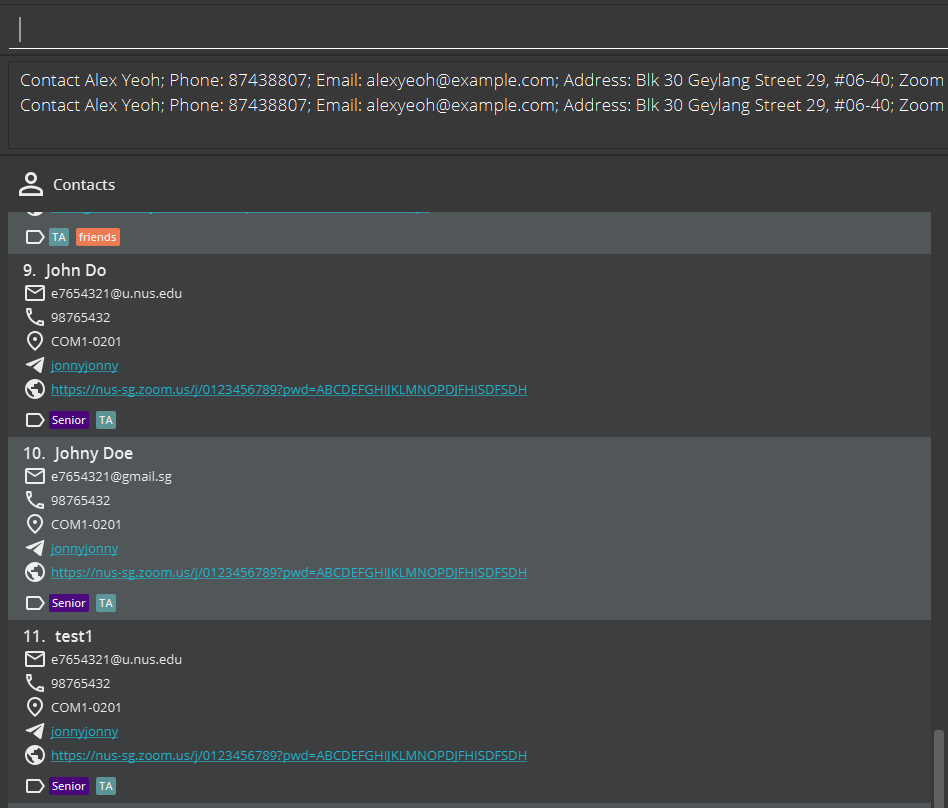 Contact Alex Yeoh; Phone: 87438807; Email: alexyeoh@example.com; Address: Blk 30 Geylang Street 29, #06-40; Zoom
Contact Alex Yeoh; Phone: 87438807; Email: alexyeoh@example.com; Address: Blk 30 Geylang Street 29, #06-40; Zoom
Contacts
TA friends
9. John Do
e7654321@u.nus.edu
98765432
COM1-0201
jonnyjonny
https://nus-sg.zoom.us/j/0123456789?pwd=ABCDEFGHIJKLMNOPDJFHISDFSDH
Senior TA
10. Johny Doe
e7654321@gmail.sg
98765432
COM1-0201
jonnyjonny
https://nus-sg.zoom.us/j/0123456789?pwd=ABCDEFGHIJKLMNOPDJFHISDFSDH
Senior TA
11. test1
e7654321@u.nus.edu
98765432
COM1-0201
jonnyjonny
https://nus-sg.zoom.us/j/0123456789?pwd=ABCDEFGHIJKLMNOPDJFHISDFSDH
Senior TA